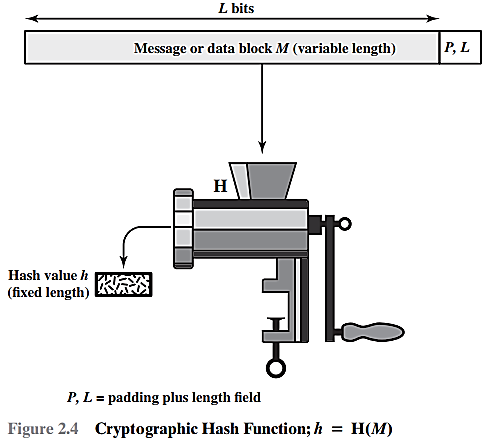 L bits
Message or data block M (variable length)
P, L
H
Hash value h
(fixed length)
P, L = padding plus length field
Figure 2.4 Cryptographic Hash Function; h = H(M)